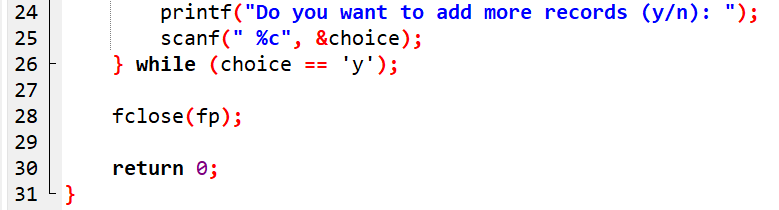 24 printf("Do you want to add more records (y/n): ");
25 scanf(" %c", &choice);
26 } while (choice == 'y');
27
28 fclose(fp);
29
30 return 0;
31 }